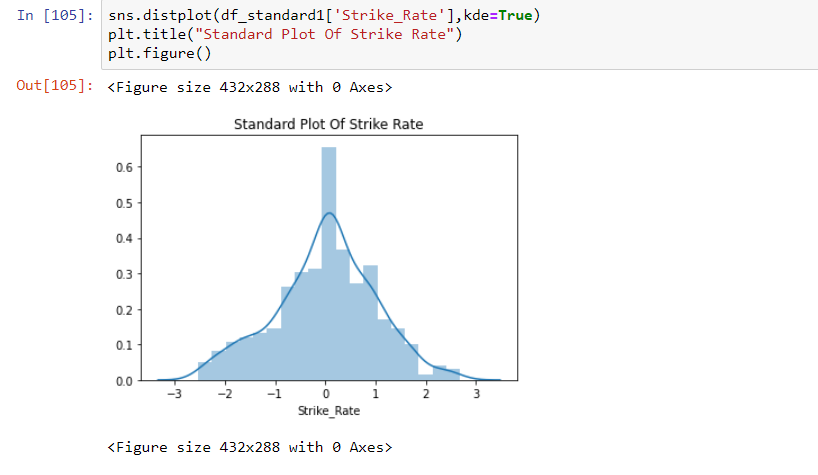 In [105]: sns.distplot(df_standard1['Strike_Rate'],kde=True)
plt.title("Standard Plot Of Strike Rate")
plt.figure()
Out[105]: <Figure size 432x288 with 0 Axes>
Standard Plot Of Strike Rate
0.6
0.5
0.4
0.3
0.2
0.1
0.0
−3 −2 −1 0 1 2 3
Strike_Rate
<Figure size 432x288 with 0 Axes>